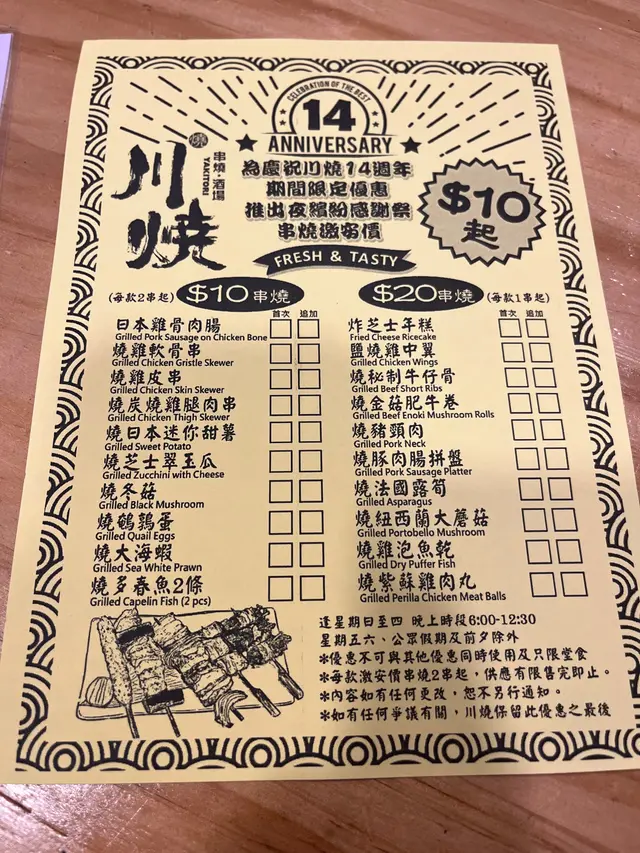 CELEBRATION OF THE BEST
14
ANNIVERSARY
川燒
串燒·酒場
YAKITORI
為慶祝川燒14週年
期間限定優惠
推出夜繽紛感謝祭
串燒激安價
$10
起
FRESH & TASTY
(每款2串起) $10串燒
首次 追加
日本雞骨肉腸
Grilled Pork Sausage on Chicken Bone
燒雞軟骨串
Grilled Chicken Gristle Skewer
燒雞皮串
Grilled Chicken Skin Skewer
燒炭燒雞腿肉串
Grilled Chicken Thigh Skewer
燒日本迷你甜薯
Grilled Sweet Potato
燒芝士翠玉瓜
Grilled Zucchini with Cheese
燒冬菇
Grilled Black Mushroom
燒鵪鶉蛋
Grilled Quail Eggs
燒大海蝦
Grilled Sea White Prawn
燒多春魚2條
Grilled Capelin Fish (2 pcs)
$20串燒 (每款1串起)
首次 追加
炸芝士年糕
Fried Cheese Ricecake
鹽燒雞中翼
Grilled Chicken Wings
燒秘制牛仔骨
Grilled Beef Short Ribs
燒金菇肥牛卷
Grilled Beef Enoki Mushroom Rolls
燒豬頸肉
Grilled Pork Neck
燒豚肉腸拼盤
Grilled Pork Sausage Platter
燒法國露筍
Grilled Asparagus
燒紐西蘭大蘑菇
Grilled Portobello Mushroom
燒雞泡魚乾
Grilled Dry Puffer Fish
燒紫蘇雞肉丸
Grilled Perilla Chicken Meat Balls
逢星期日至四 晚上時段6:00-12:30
星期五六、公眾假期及前夕除外
*優惠不可與其他優惠同時使用及只限堂食
*每款激安價串燒2串起，供應有限售完即止。
*內容如有任何更改，恕不另行通知。
*如有任何爭議有關，川燒保留此優惠之最後